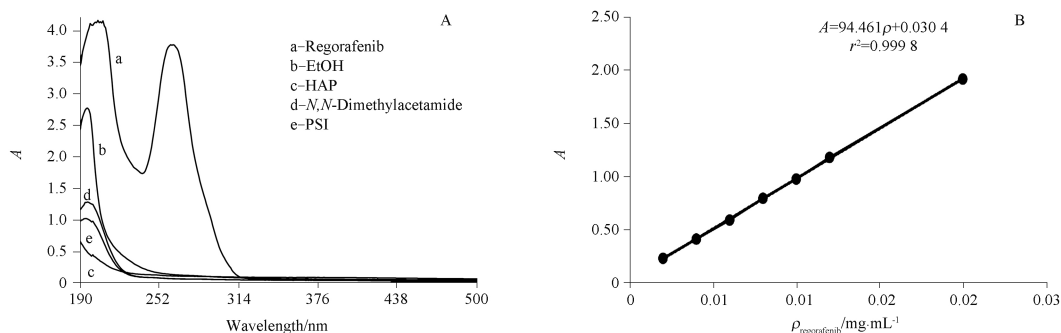 A
4.0
3.5
3.0
2.5
2.0
1.5
1.0
0.5
0
A
190
252
314
376
438
500
Wavelength/nm
a
b
d
e
c
a-Regorafenib
b-EtOH
c-HAP
d-N,N-Dimethylacetamide
e-PSI
B
A=94.461ρ+0.030 4
r²=0.999 8
2.50
2.00
1.50
1.00
0.50
0
A
0
0.01
0.01
0.02
0.02
0.03
ρregorafenib/mg·mL⁻¹